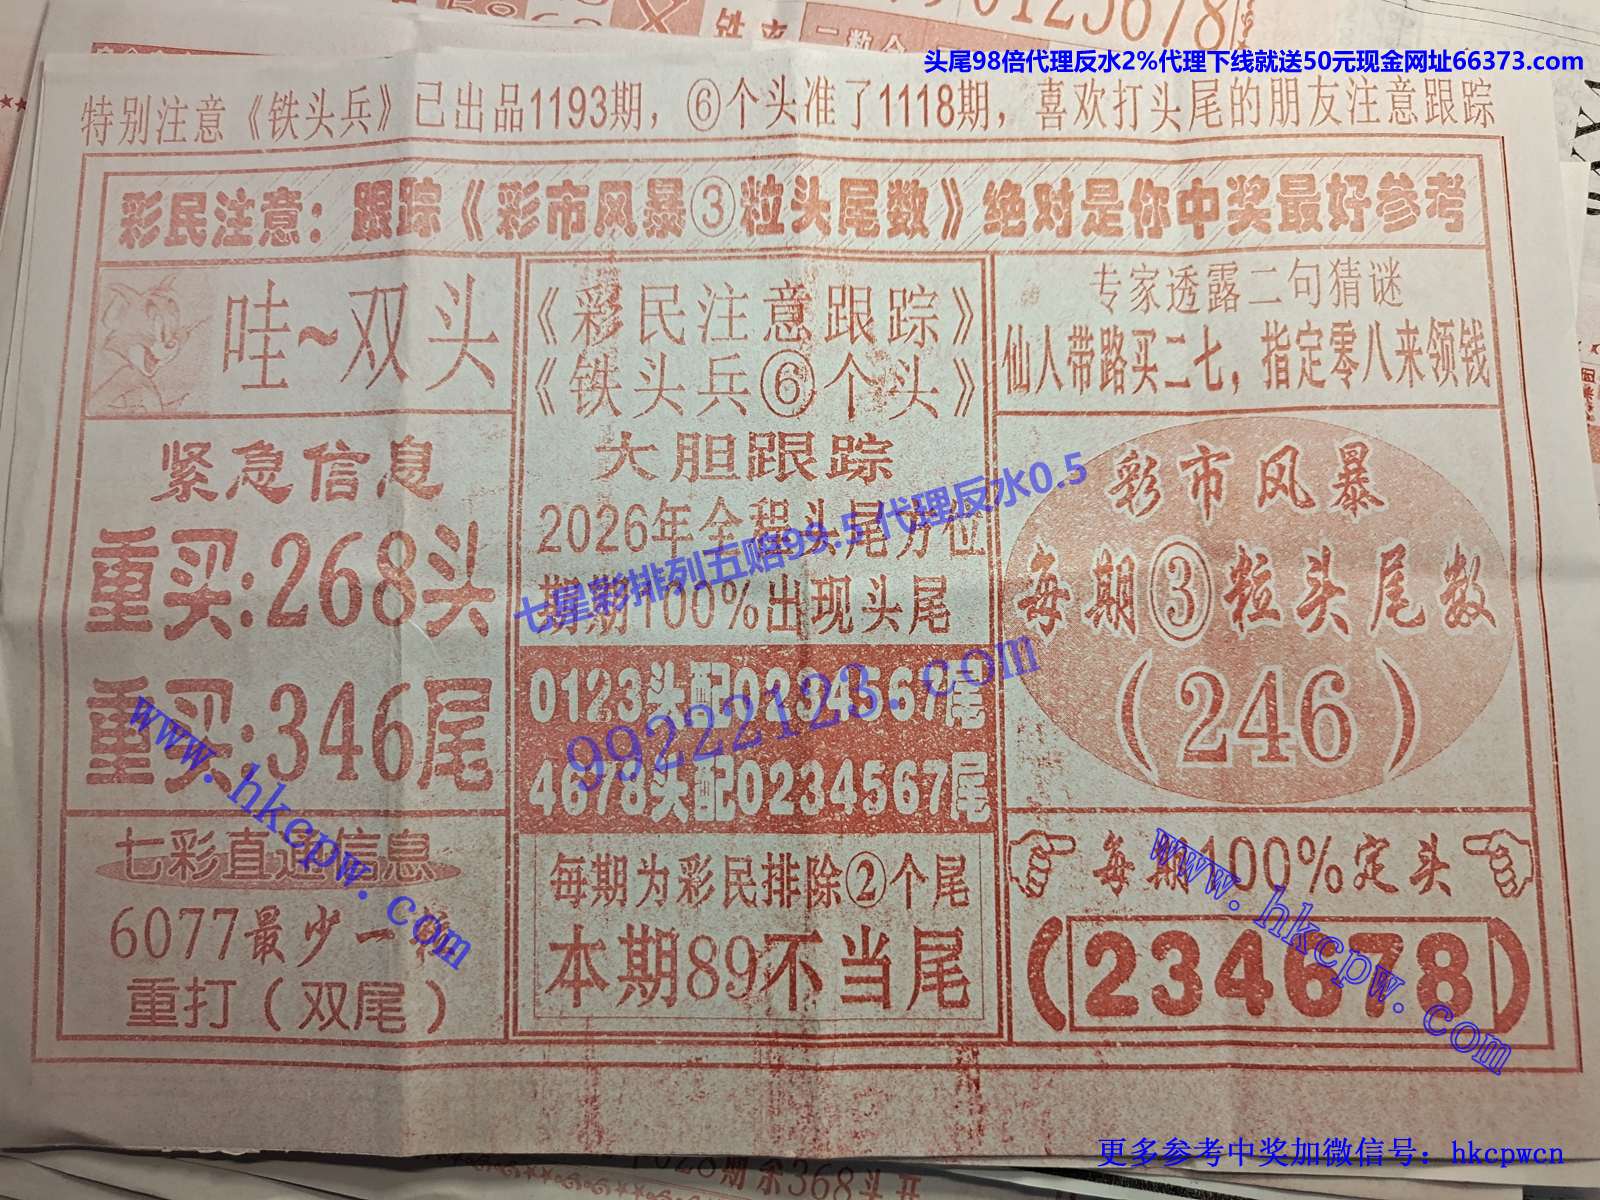 头尾98倍代理反水2%代理下线就送50元现金网址66373.com
特别注意《铁头兵》已出品1193期，⑥个头准了1118期，喜欢打头尾的朋友注意跟踪
彩民注意：跟踪《彩市风暴③粒头尾数》绝对是你中奖最好参考
哇~双头
紧急信息
重买:268头
重买:346尾
七彩直通信息
6077最少一
重打（双尾）
《彩民注意跟踪》
《铁头兵⑥个头》
大胆跟踪
2026年全程头尾方位
期期100%出现头尾
0123头配0234567尾
4678头配0234567尾
每期为彩民排除②个尾
本期89不当尾
专家透露二句猜谜
仙人带路买二七，指定零八来领钱
彩市风暴
每期③粒头尾数
（246）
每期100%定头
（234678）
七星彩排列五赔99.5代理反水0.5
99222123.com
www.hkcpw.com
www.hkcpw.com
更多参考中奖加微信号：hkcpwcn